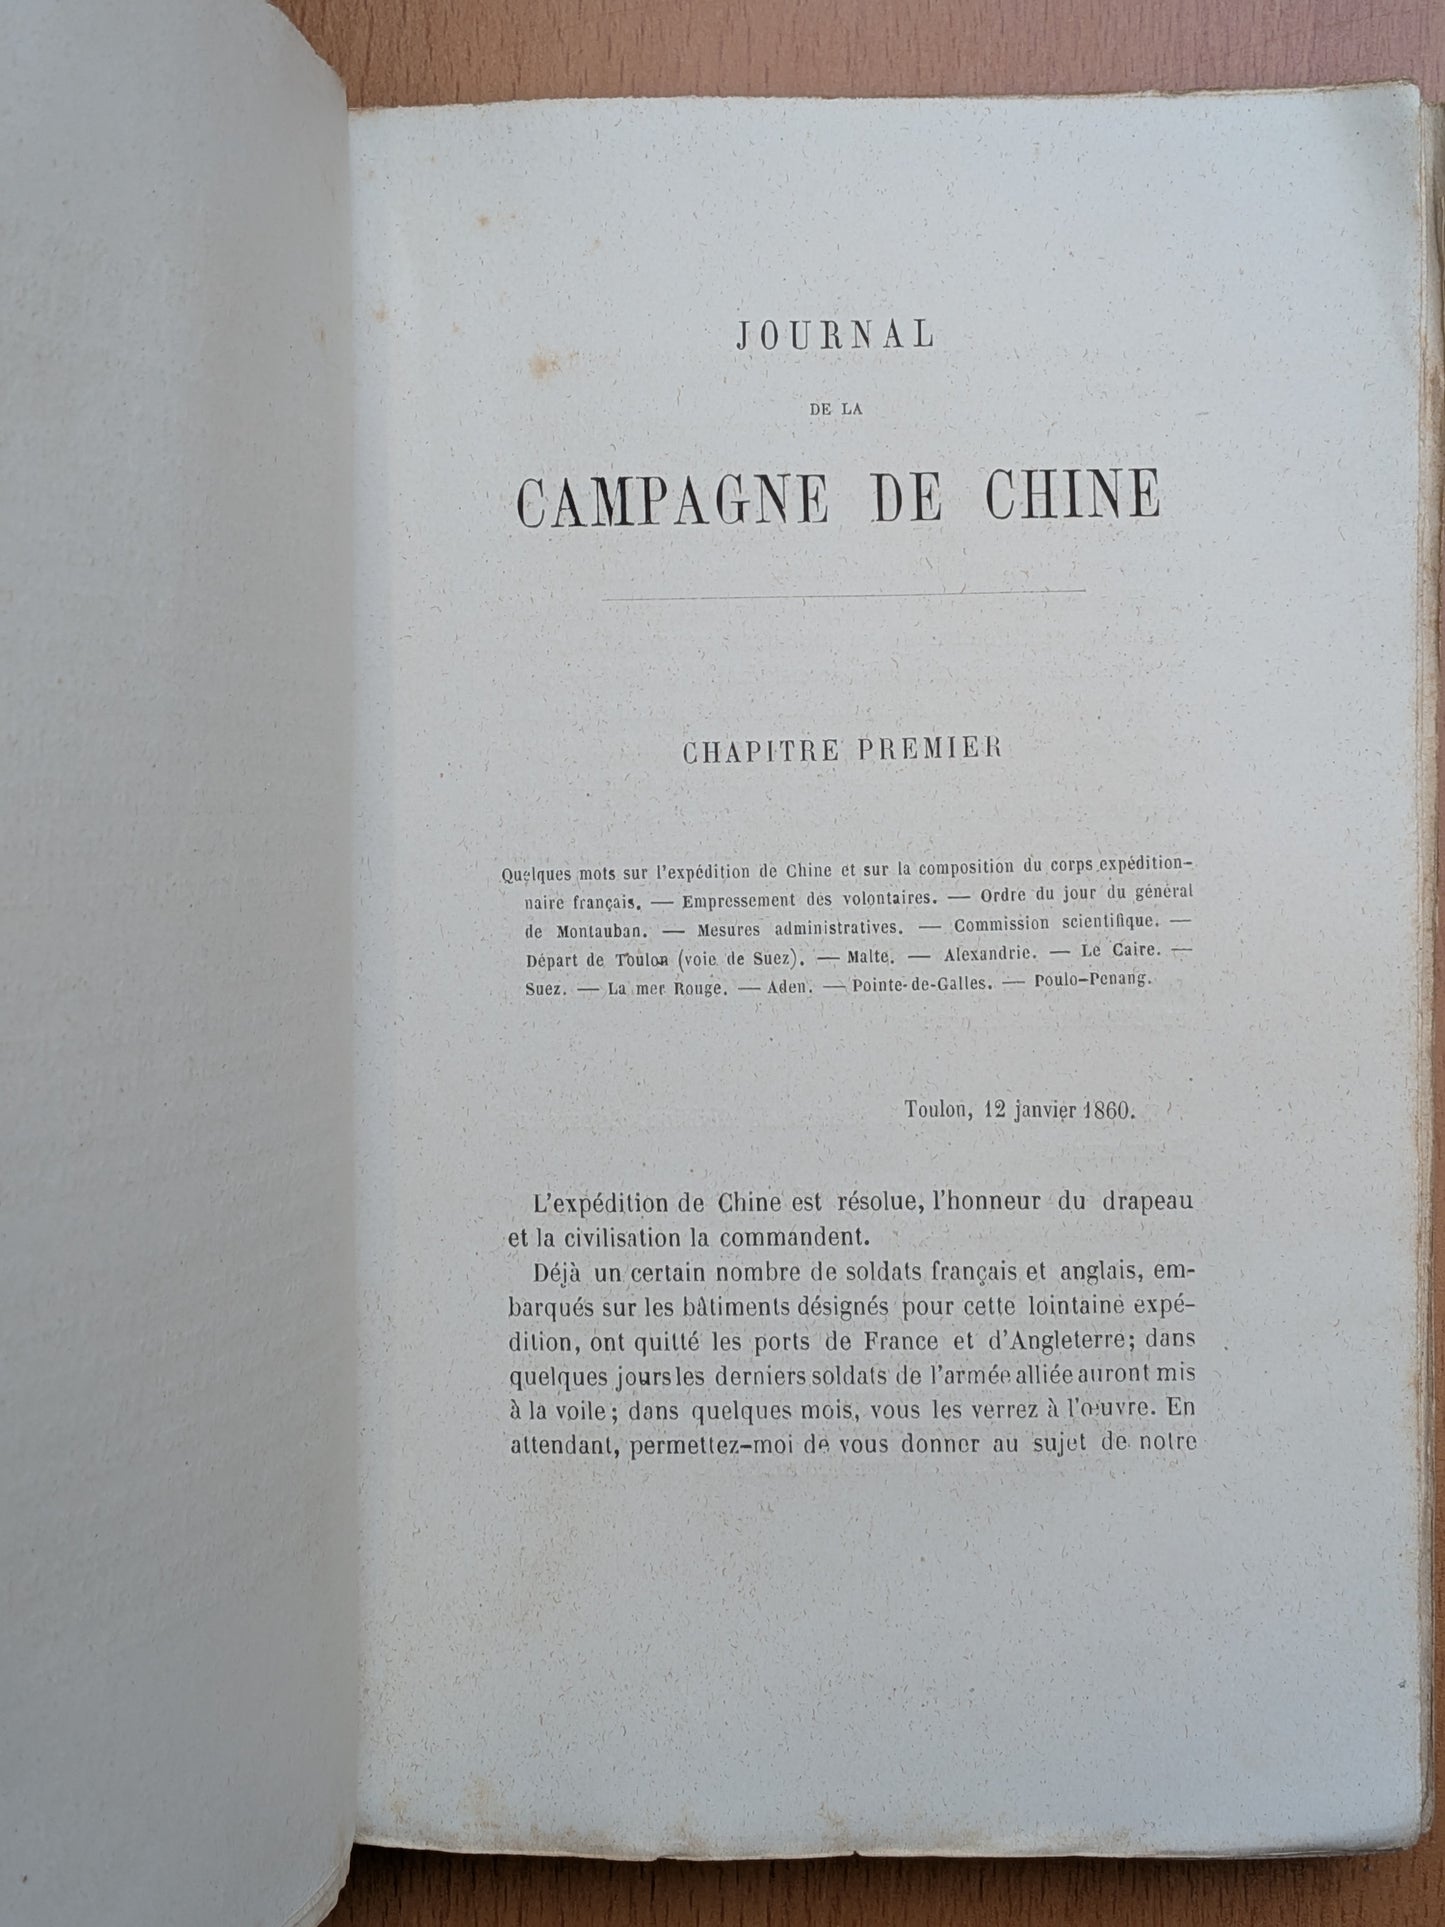 JOURNAL
DE LA
CAMPAGNE DE CHINE
CHAPITRE PREMIER
Quelques mots sur l'expédition de Chine et sur la composition du corps expédition-
naire français. — Empressement des volontaires. — Ordre du jour du général
de Montauban. — Mesures administratives. — Commission scientifique. —
Départ de Toulon (voie de Suez). — Malte. — Alexandrie. — Le Caire. —
Suez. — La mer Rouge. — Aden. — Pointe-de-Galles. — Poulo-Penang.
Toulon, 12 janvier 1860.
L'expédition de Chine est résolue, l'honneur du drapeau
et la civilisation la commandent.
Déjà un certain nombre de soldats français et anglais, em-
barqués sur les bâtiments désignés pour cette lointaine expé-
dition, ont quitté les ports de France et d'Angleterre; dans
quelques jours les derniers soldats de l'armée alliée auront mis
à la voile; dans quelques mois, vous les verrez à l'œuvre. En
attendant, permettez-moi de vous donner au sujet de notre